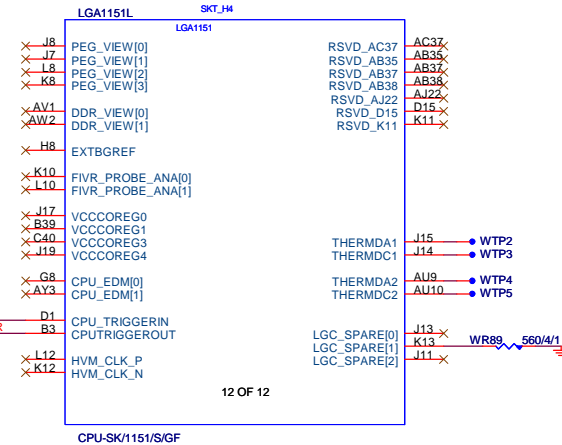 LGA1151L SKT_H4
LGA1151
J8 PEG_VIEW[0] RSVD_AC37 AC37
J7 PEG_VIEW[1] RSVD_AB35 AB35
L8 PEG_VIEW[2] RSVD_AB37 AB37
K8 PEG_VIEW[3] RSVD_AB38 AB38
RSVD_AJ22 AJ22
AV1 DDR_VIEW[0] RSVD_D15 D15
AW2 DDR_VIEW[1] RSVD_K11 K11
H8 EXTBGREF
K10 FIVR_PROBE_ANA[0]
L10 FIVR_PROBE_ANA[1]
J17 VCCCOREG0
B39 VCCCOREG1
C40 VCCCOREG3 THERMDA1 J15 WTP2
J19 VCCCOREG4 THERMDC1 J14 WTP3
G8 CPU_EDM[0] THERMDA2 AU9 WTP4
AY3 CPU_EDM[1] THERMDC2 AU10 WTP5
D1 CPU_TRIGGERIN
B3 CPUTRIGGEROUT LGC_SPARE[0] J13
LGC_SPARE[1] K13 WR89 560/4/1
L12 HVM_CLK_P LGC_SPARE[2] J11
K12 HVM_CLK_N
12 OF 12
CPU-SK/1151/S/GF